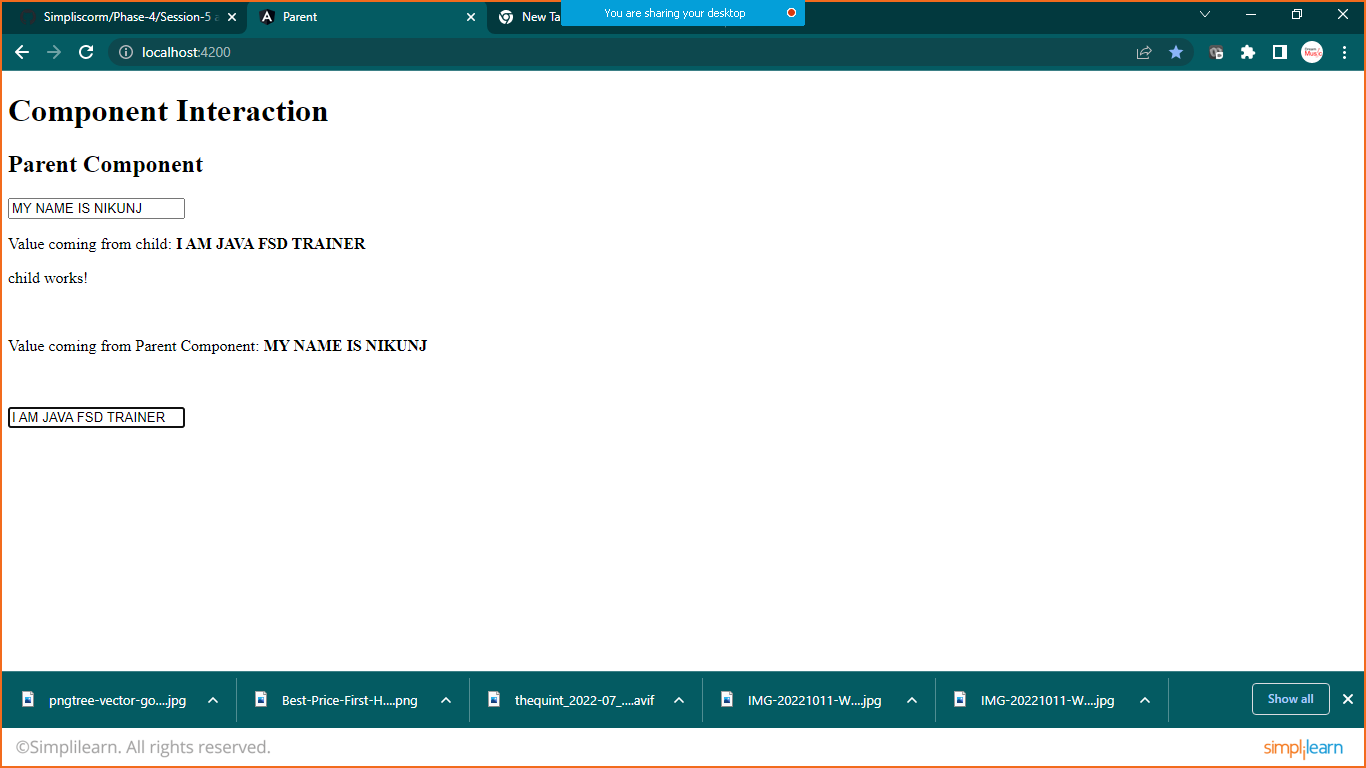 Simpliscorm/Phase-4/Session-5 a
Parent
New Ta
You are sharing your desktop
localhost:4200
Component Interaction
Parent Component
MY NAME IS NIKUNJ
Value coming from child: I AM JAVA FSD TRAINER
child works!
Value coming from Parent Component: MY NAME IS NIKUNJ
I AM JAVA FSD TRAINER
pngtree-vector-go....jpg
Best-Price-First-H....png
thequint_2022-07_....avif
IMG-20221011-W....jpg
IMG-20221011-W....jpg
Show all
©Simplilearn. All rights reserved.
simplilearn